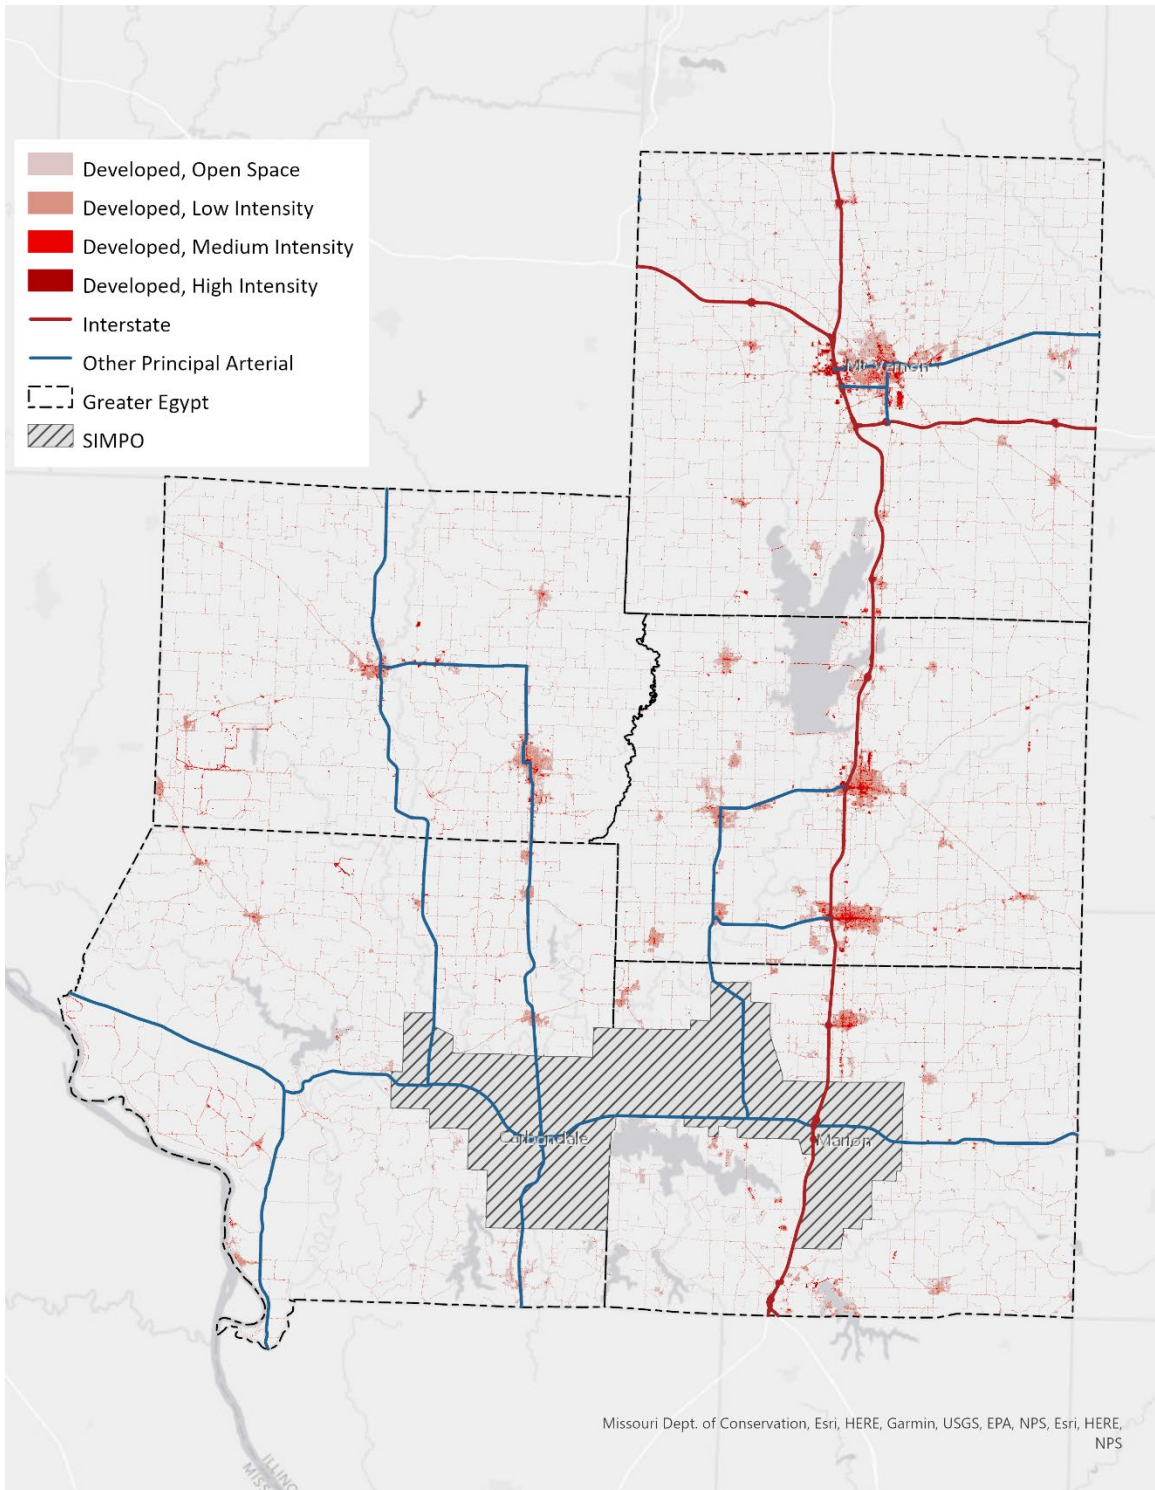 Developed, Open Space
Developed, Low Intensity
Developed, Medium Intensity
Developed, High Intensity
Interstate
Other Principal Arterial
Greater Egypt
SIMPO
Mt Vernon
Carbondale
Marion
Missouri Dept. of Conservation, Esri, HERE, Garmin, USGS, EPA, NPS, Esri, HERE,
NPS